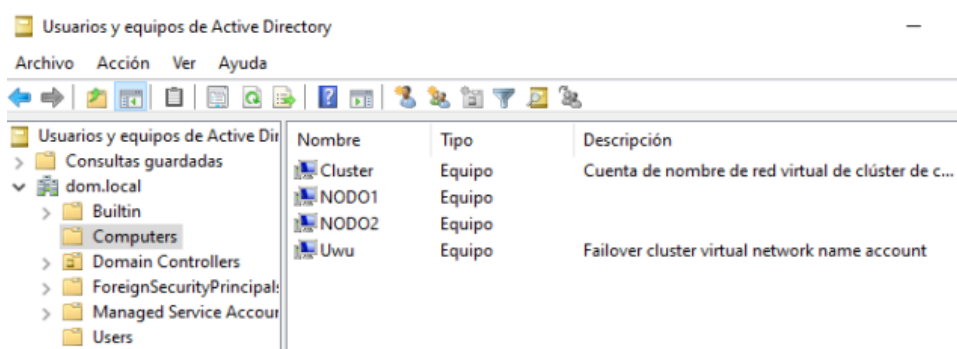 Usuarios y equipos de Active Directory
Archivo Acción Ver Ayuda
Usuarios y equipos de Active Dir
Consultas guardadas
dom.local
Builtin
Computers
Domain Controllers
ForeignSecurityPrincipals
Managed Service Accour
Users
Nombre Tipo Descripción
Cluster Equipo Cuenta de nombre de red virtual de clúster de c...
NODO1 Equipo
NODO2 Equipo
Uwu Equipo Failover cluster virtual network name account